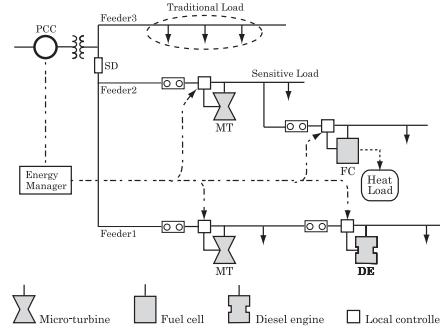 Traditional Load
Feeder3
PCC
SD
Feeder2
Sensitive Load
MT
FC
Energy
Manager
Heat
Load
Feeder1
MT
DE
Micro-turbine
Fuel cell
Diesel engine
Local controlle